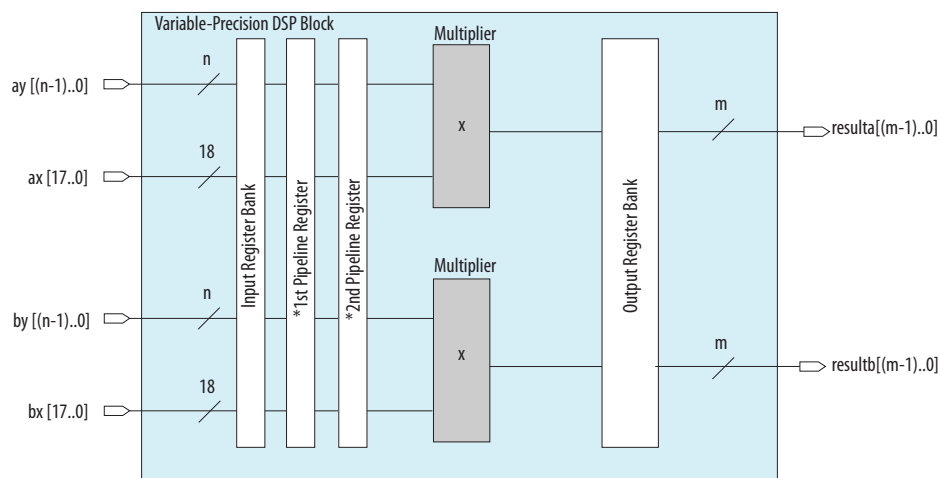 Variable-Precision DSP Block
Multiplier
n
ay [(n-1)..0]
x
m
resulta[(m-1)..0]
18
ax [17..0]
Input Register Bank
*1st Pipeline Register
*2nd Pipeline Register
Output Register Bank
Multiplier
n
by [(n-1)..0]
x
m
resultb[(m-1)..0]
18
bx [17..0]